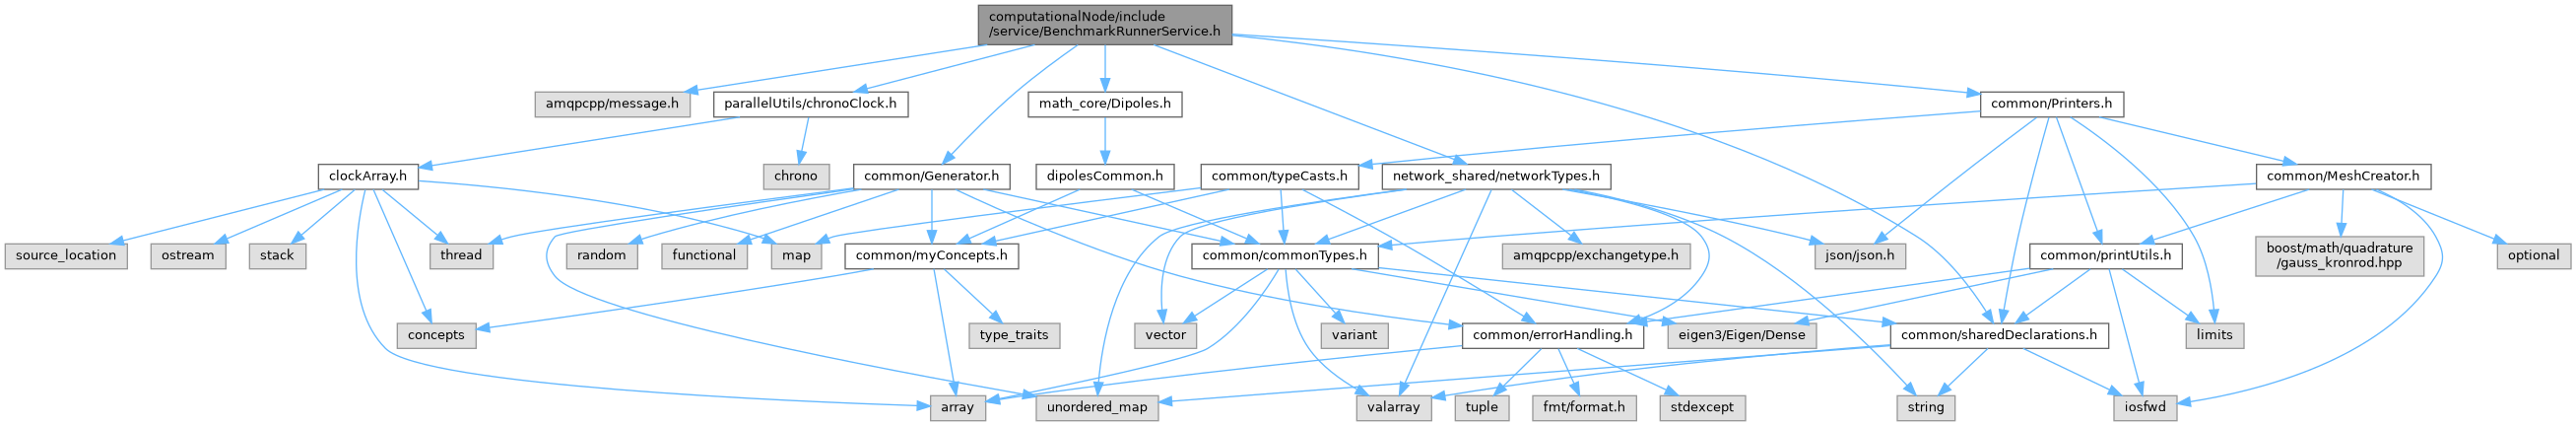 computationalNode/include
/service/BenchmarkRunnerService.h
amqpcpp/message.h
parallelUtils/chronoClock.h
math_core/Dipoles.h
common/Printers.h
clockArray.h
chrono
common/Generator.h
dipolesCommon.h
common/typeCasts.h
network_shared/networkTypes.h
common/MeshCreator.h
source_location
ostream
stack
thread
random
functional
map
common/myConcepts.h
common/commonTypes.h
amqpcpp/exchangetype.h
json/json.h
common/printUtils.h
boost/math/quadrature
/gauss_kronrod.hpp
optional
concepts
type_traits
vector
variant
common/errorHandling.h
eigen3/Eigen/Dense
common/sharedDeclarations.h
limits
array
unordered_map
valarray
tuple
fmt/format.h
stdexcept
string
iosfwd